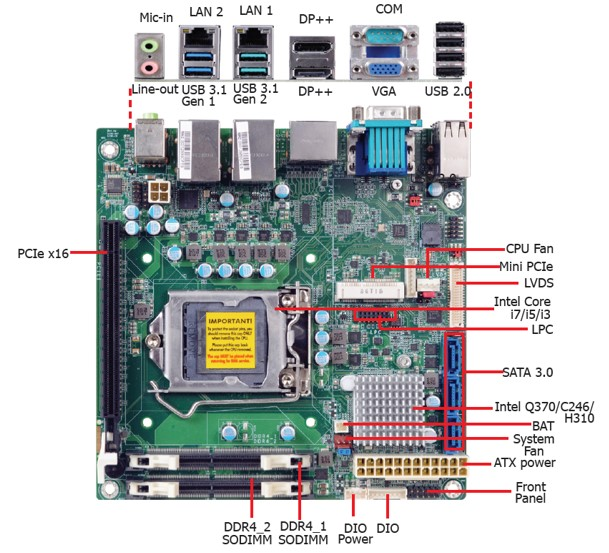 Mic-in
LAN 2
LAN 1
DP++
COM
Line-out
USB 3.1
Gen 1
USB 3.1
Gen 2
DP++
VGA
USB 2.0
PCIe x16
CPU Fan
Mini PCIe
LVDS
Intel Core
i7/i5/i3
LPC
IMPORTANT!
SATA 3.0
Intel Q370/C246/
H310
BAT
System
Fan
ATX power
Front
Panel
DDR4_2
SODIMM
DDR4_1
SODIMM
DIO
Power
DIO